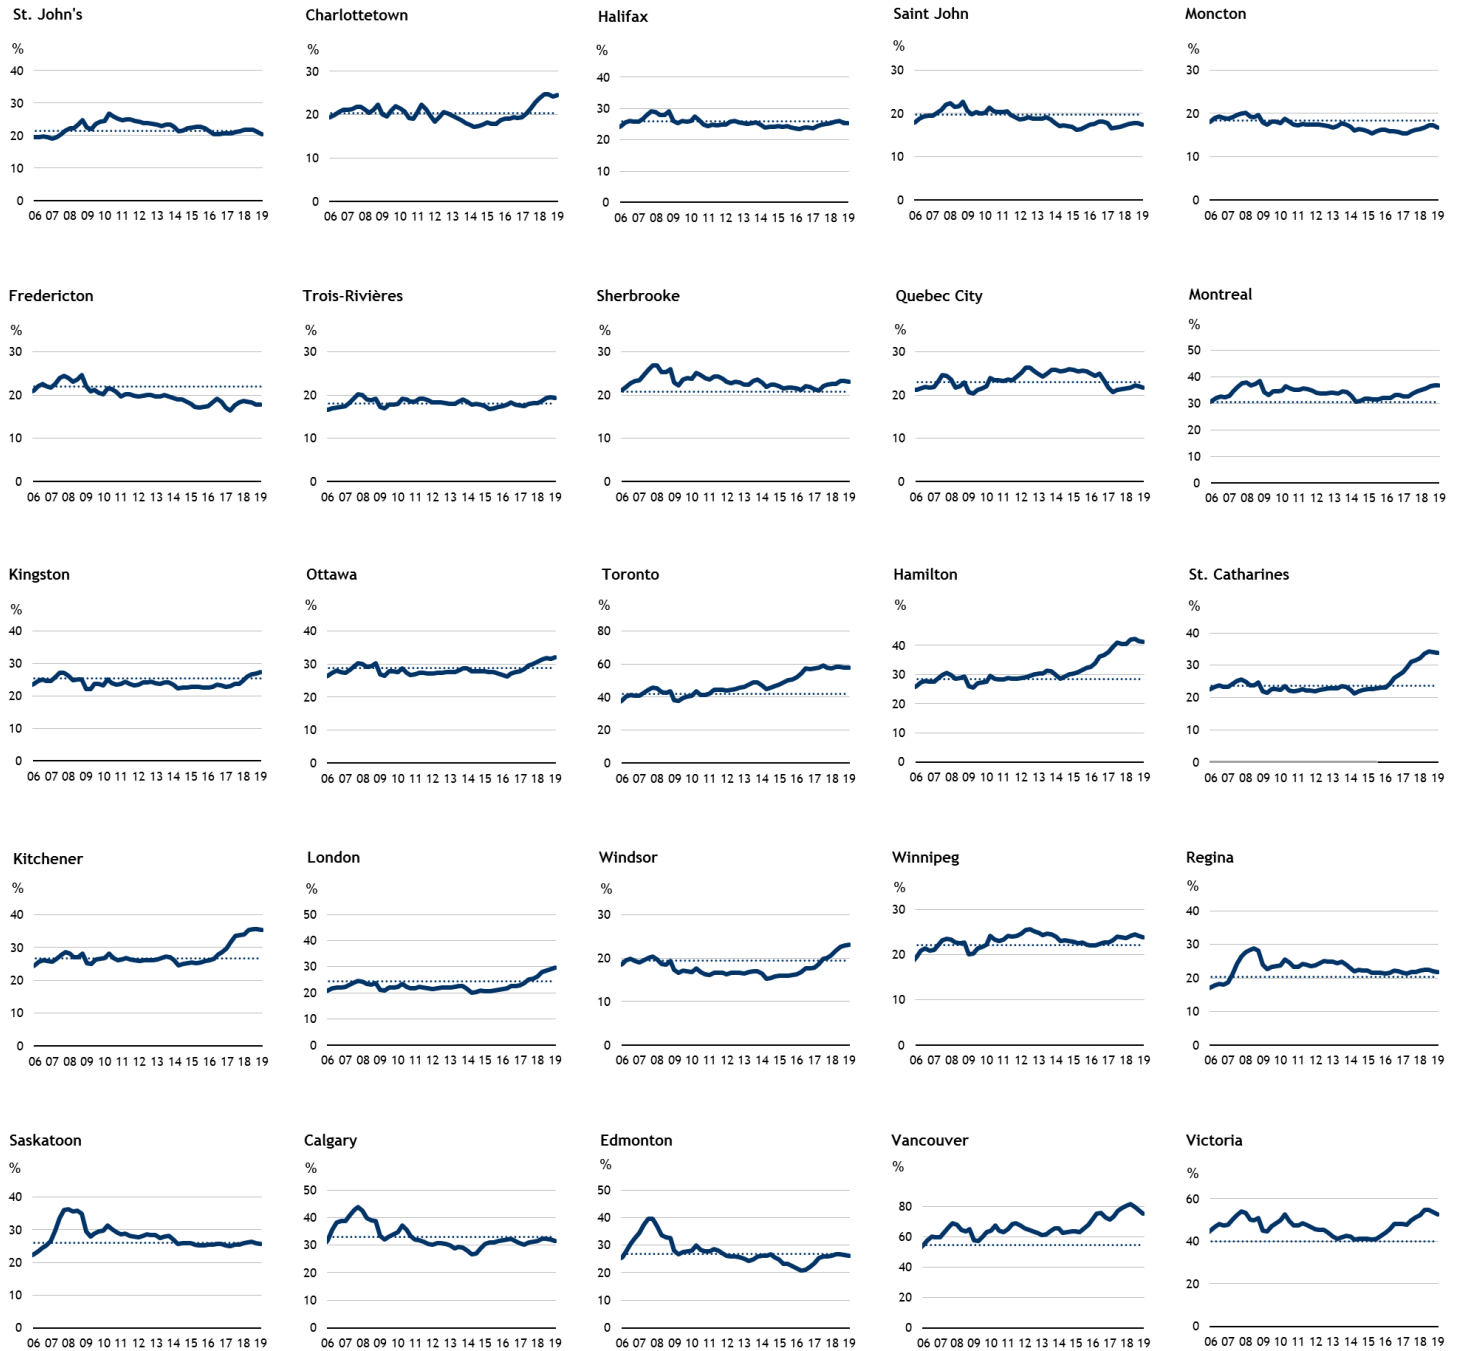 St. John's
Charlottetown
Halifax
Saint John
Moncton
% % % % %
40 30 40 30 30
30 20 30 20 20
20 10 20 10 10
10 0 10 0 0
0 0
06 07 08 09 10 11 12 13 14 15 16 17 18 19
06 07 08 09 10 11 12 13 14 15 16 17 18 19
06 07 08 09 10 11 12 13 14 15 16 17 18 19
06 07 08 09 10 11 12 13 14 15 16 17 18 19
06 07 08 09 10 11 12 13 14 15 16 17 18 19
Fredericton
Trois-Rivières
Sherbrooke
Quebec City
Montreal
% % % % %
30 30 30 30 50
20 20 20 20 40
10 10 10 10 30
0 0 0 0 20
10
0
06 07 08 09 10 11 12 13 14 15 16 17 18 19
06 07 08 09 10 11 12 13 14 15 16 17 18 19
06 07 08 09 10 11 12 13 14 15 16 17 18 19
06 07 08 09 10 11 12 13 14 15 16 17 18 19
06 07 08 09 10 11 12 13 14 15 16 17 18 19
Kingston
Ottawa
Toronto
Hamilton
St. Catharines
% % % % %
40 40 80 40 40
30 30 60 30 30
20 20 40 20 20
10 10 20 10 10
0 0 0 0 0
06 07 08 09 10 11 12 13 14 15 16 17 18 19
06 07 08 09 10 11 12 13 14 15 16 17 18 19
06 07 08 09 10 11 12 13 14 15 16 17 18 19
06 07 08 09 10 11 12 13 14 15 16 17 18 19
06 07 08 09 10 11 12 13 14 15 16 17 18 19
Kitchener
London
Windsor
Winnipeg
Regina
% % % % %
40 50 30 30 40
30 40 20 20 30
20 30 10 10 20
10 20 0 0 10
0 10 0
0
06 07 08 09 10 11 12 13 14 15 16 17 18 19
06 07 08 09 10 11 12 13 14 15 16 17 18 19
06 07 08 09 10 11 12 13 14 15 16 17 18 19
06 07 08 09 10 11 12 13 14 15 16 17 18 19
06 07 08 09 10 11 12 13 14 15 16 17 18 19
Saskatoon
Calgary
Edmonton
Vancouver
Victoria
% % % % %
40 50 50 80 60
30 40 40 60 40
20 30 30 40 20
10 20 20 20 0
0 10 10 0
0 0
06 07 08 09 10 11 12 13 14 15 16 17 18 19
06 07 08 09 10 11 12 13 14 15 16 17 18 19
06 07 08 09 10 11 12 13 14 15 16 17 18 19
06 07 08 09 10 11 12 13 14 15 16 17 18 19
06 07 08 09 10 11 12 13 14 15 16 17 18 19